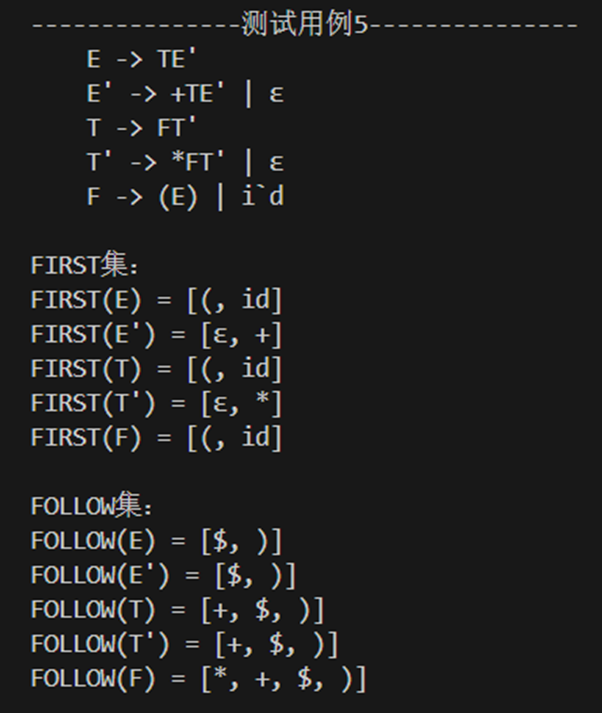 ---------------测试用例5---------------
E -> TE'
E' -> +TE' | ε
T -> FT'
T' -> *FT' | ε
F -> (E) | i`d
FIRST集:
FIRST(E) = [(, id]
FIRST(E') = [ε, +]
FIRST(T) = [(, id]
FIRST(T') = [ε, *]
FIRST(F) = [(, id]
FOLLOW集:
FOLLOW(E) = [$, )]
FOLLOW(E') = [$, )]
FOLLOW(T) = [+, $, )]
FOLLOW(T') = [+, $, )]
FOLLOW(F) = [*, +, $, )]